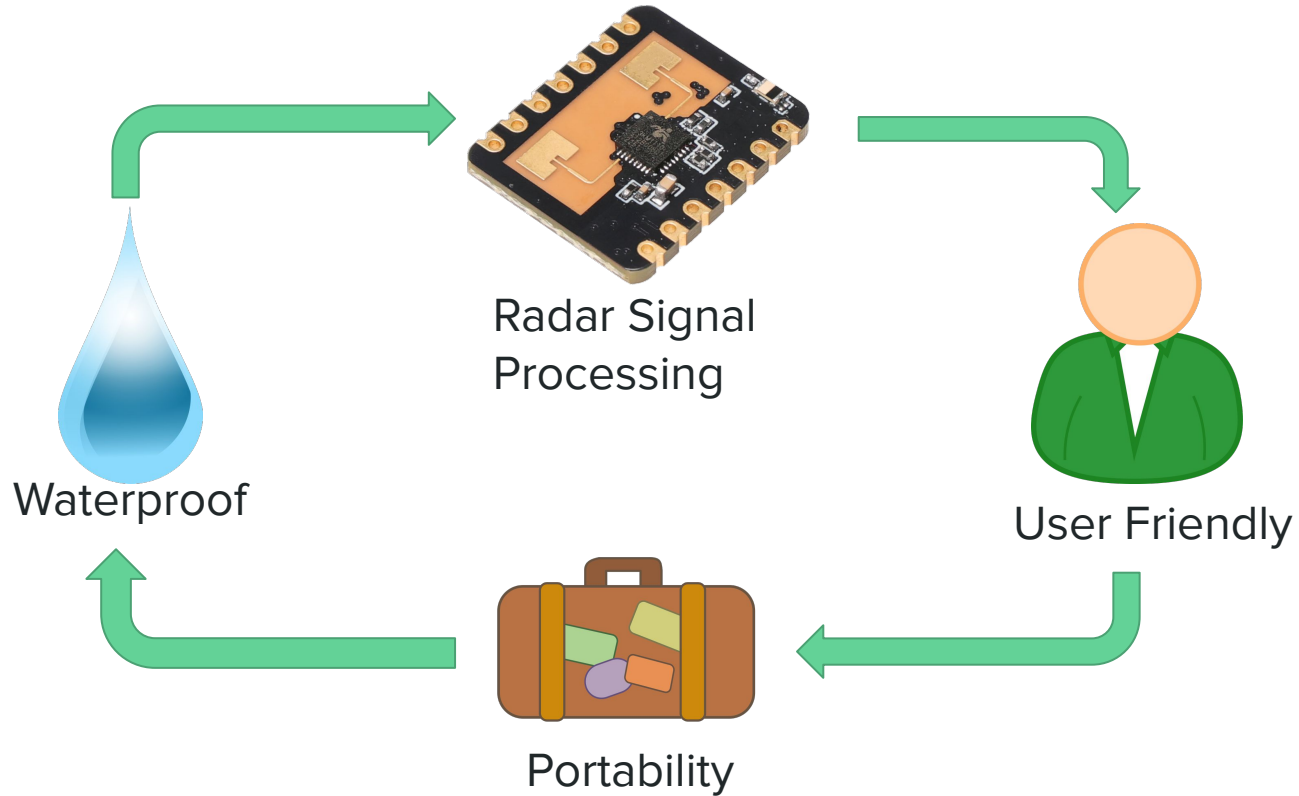 Radar Signal
Processing
Waterproof
User Friendly
Portability